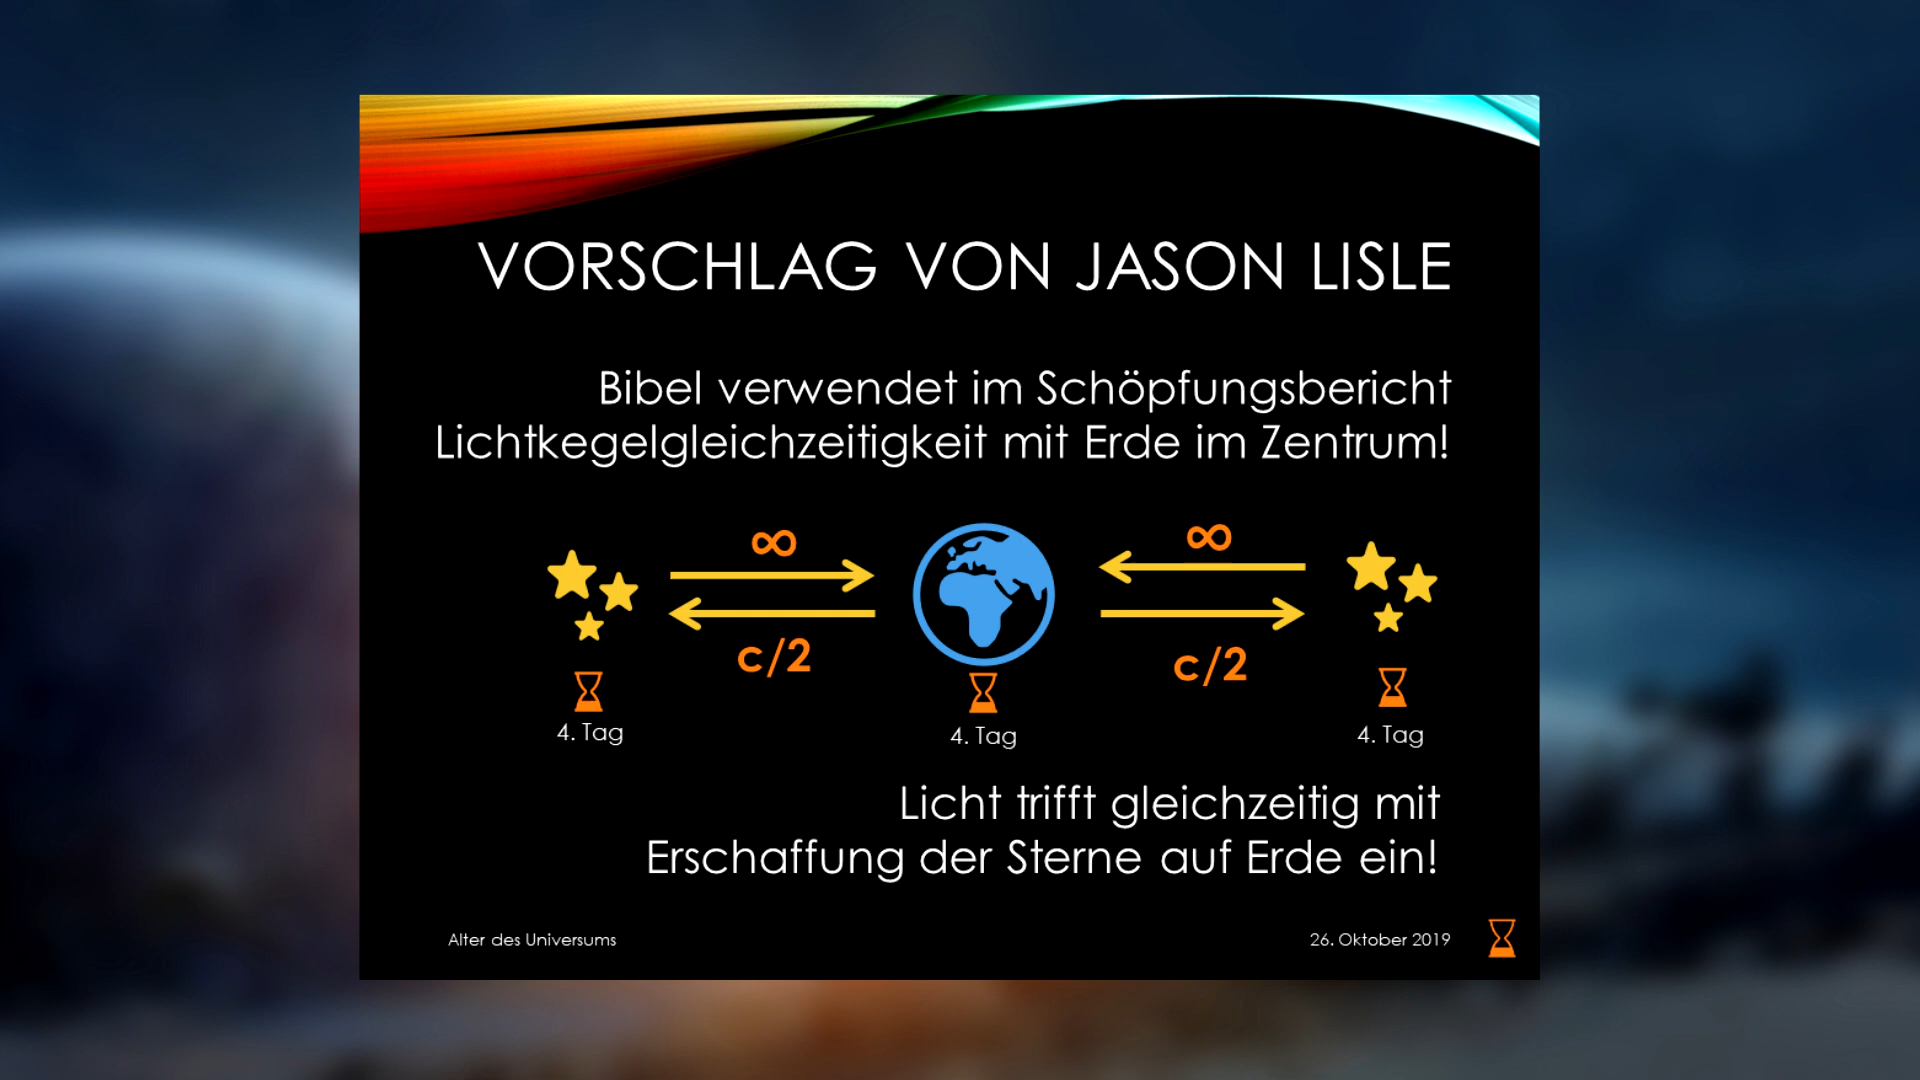 VORSCHLAG VON JASON LISLE
Bibel verwendet im Schöpfungsbericht
Lichtkegelgleichzeitigkeit mit Erde im Zentrum!
∞ ∞
c/2 c/2
4. Tag 4. Tag 4. Tag
Licht trifft gleichzeitig mit
Erschaffung der Sterne auf Erde ein!
Alter des Universums 26. Oktober 2019